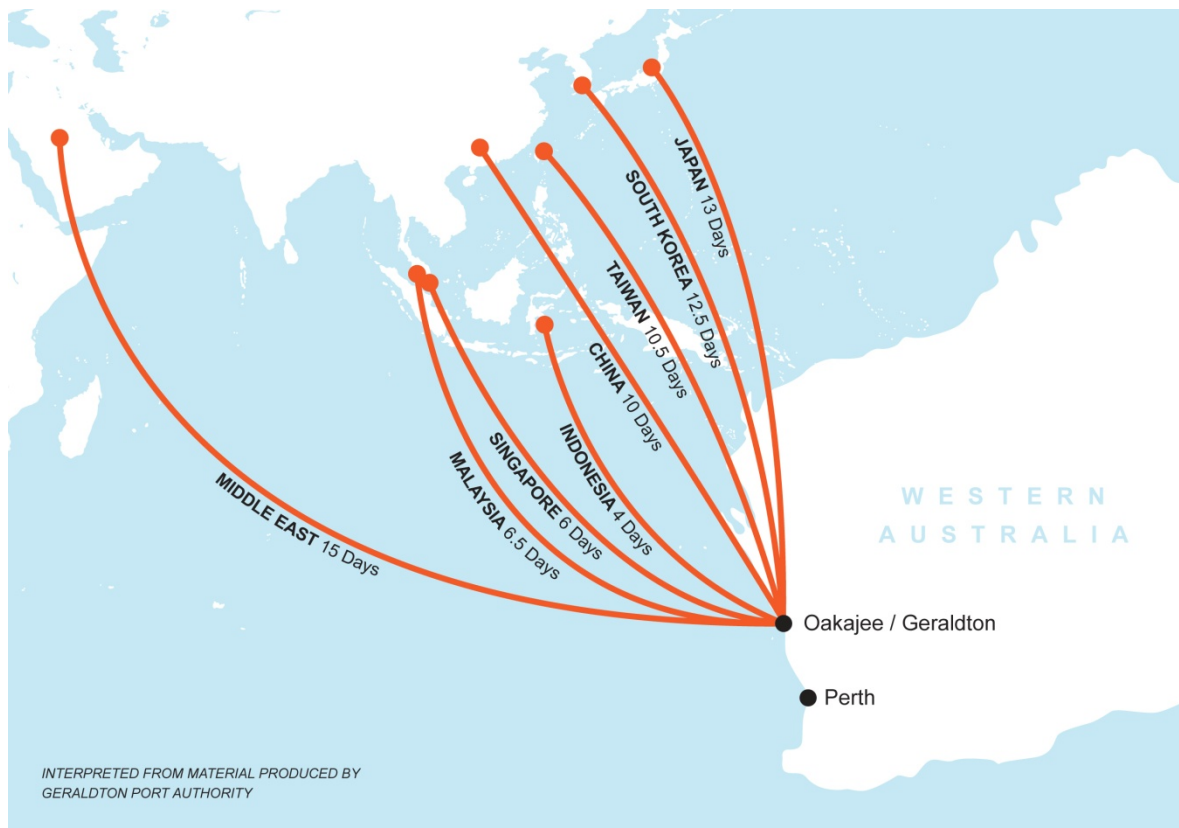 JAPAN 13 Days
SOUTH KOREA 12.5 Days
TAIWAN 10.5 Days
CHINA 10 Days
INDONESIA 4 Days
SINGAPORE 6 Days
MALAYSIA 6.5 Days
MIDDLE EAST 15 Days
WESTERN
AUSTRALIA
Oakajee / Geraldton
Perth
INTERPRETED FROM MATERIAL PRODUCED BY
GERALDTON PORT AUTHORITY